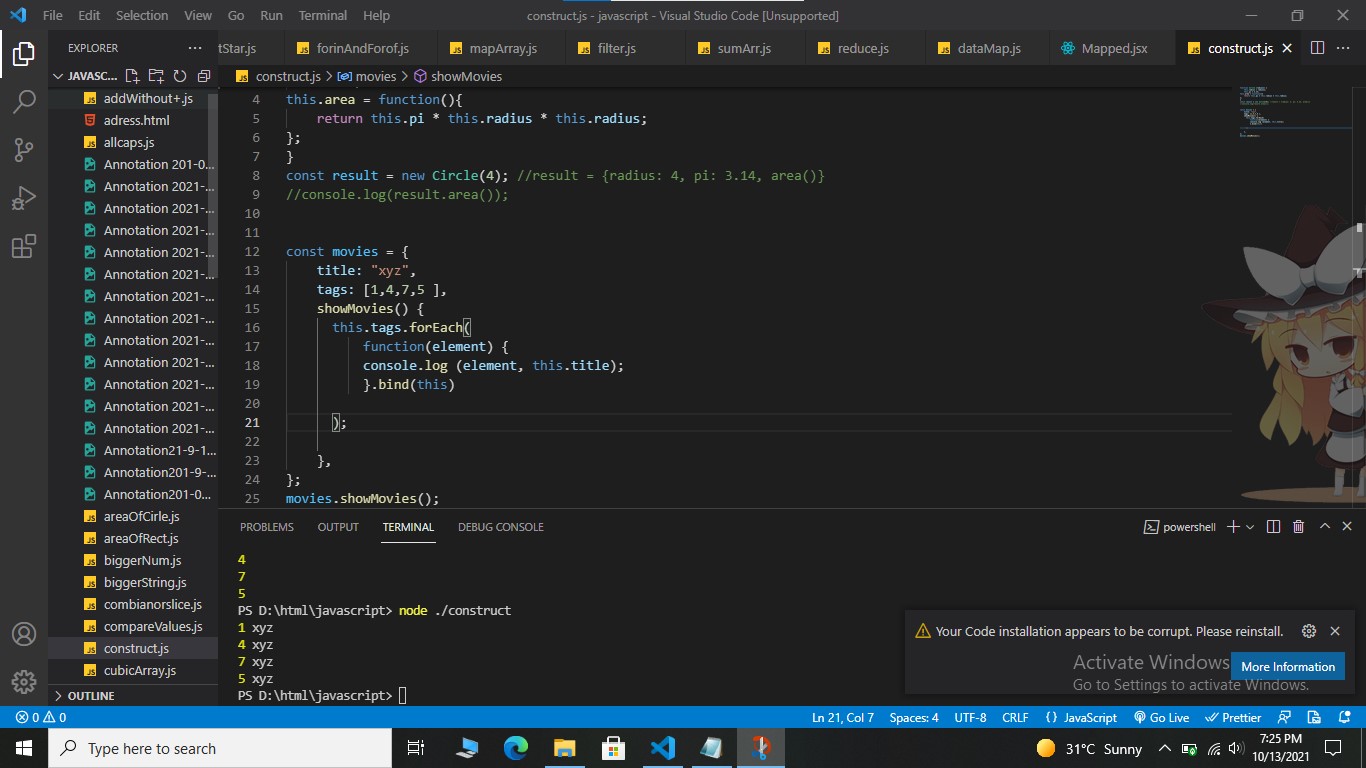 File Edit Selection View Go Run Terminal Help
construct.js - javascript - Visual Studio Code [Unsupported]
EXPLORER
tStar.js forinAndForof.js mapArray.js filter.js sumArr.js reduce.js dataMap.js Mapped.jsx construct.js
JAVASC...
construct.js > movies > showMovies
addWithout+.js
adress.html
allcaps.js
Annotation 201-0...
Annotation 2021-...
Annotation 2021-...
Annotation 2021-...
Annotation 2021-...
Annotation 2021-...
Annotation 2021-...
Annotation 2021-...
Annotation 2021-...
Annotation 2021-...
Annotation 2021-...
Annotation 2021-...
Annotation 2021-...
Annotation21-9-1...
Annotation201-9-...
Annotation201-0...
areaOfCirle.js
areaOfRect.js
biggerNum.js
biggerString.js
combianorslice.js
compareValues.js
construct.js
cubicArray.js
OUTLINE
4 this.area = function(){
5 return this.pi * this.radius * this.radius;
6 };
7 }
8 const result = new Circle(4); //result = {radius: 4, pi: 3.14, area()}
9 //console.log(result.area());
10
11
12 const movies = {
13 title: "xyz",
14 tags: [1,4,7,5 ],
15 showMovies() {
16 this.tags.forEach(
17 function(element) {
18 console.log (element, this.title);
19 }.bind(this)
20
21 );
22
23 },
24 };
25 movies.showMovies();
PROBLEMS OUTPUT TERMINAL DEBUG CONSOLE
powershell
4
7
5
PS D:\html\javascript> node ./construct
1 xyz
4 xyz
7 xyz
5 xyz
PS D:\html\javascript>
Your Code installation appears to be corrupt. Please reinstall.
More Information
Activate Windows
Go to Settings to activate Windows.
0 0
Ln 21, Col 7 Spaces: 4 UTF-8 CRLF {} JavaScript Go Live Prettier
Type here to search
31°C Sunny
7:25 PM
10/13/2021